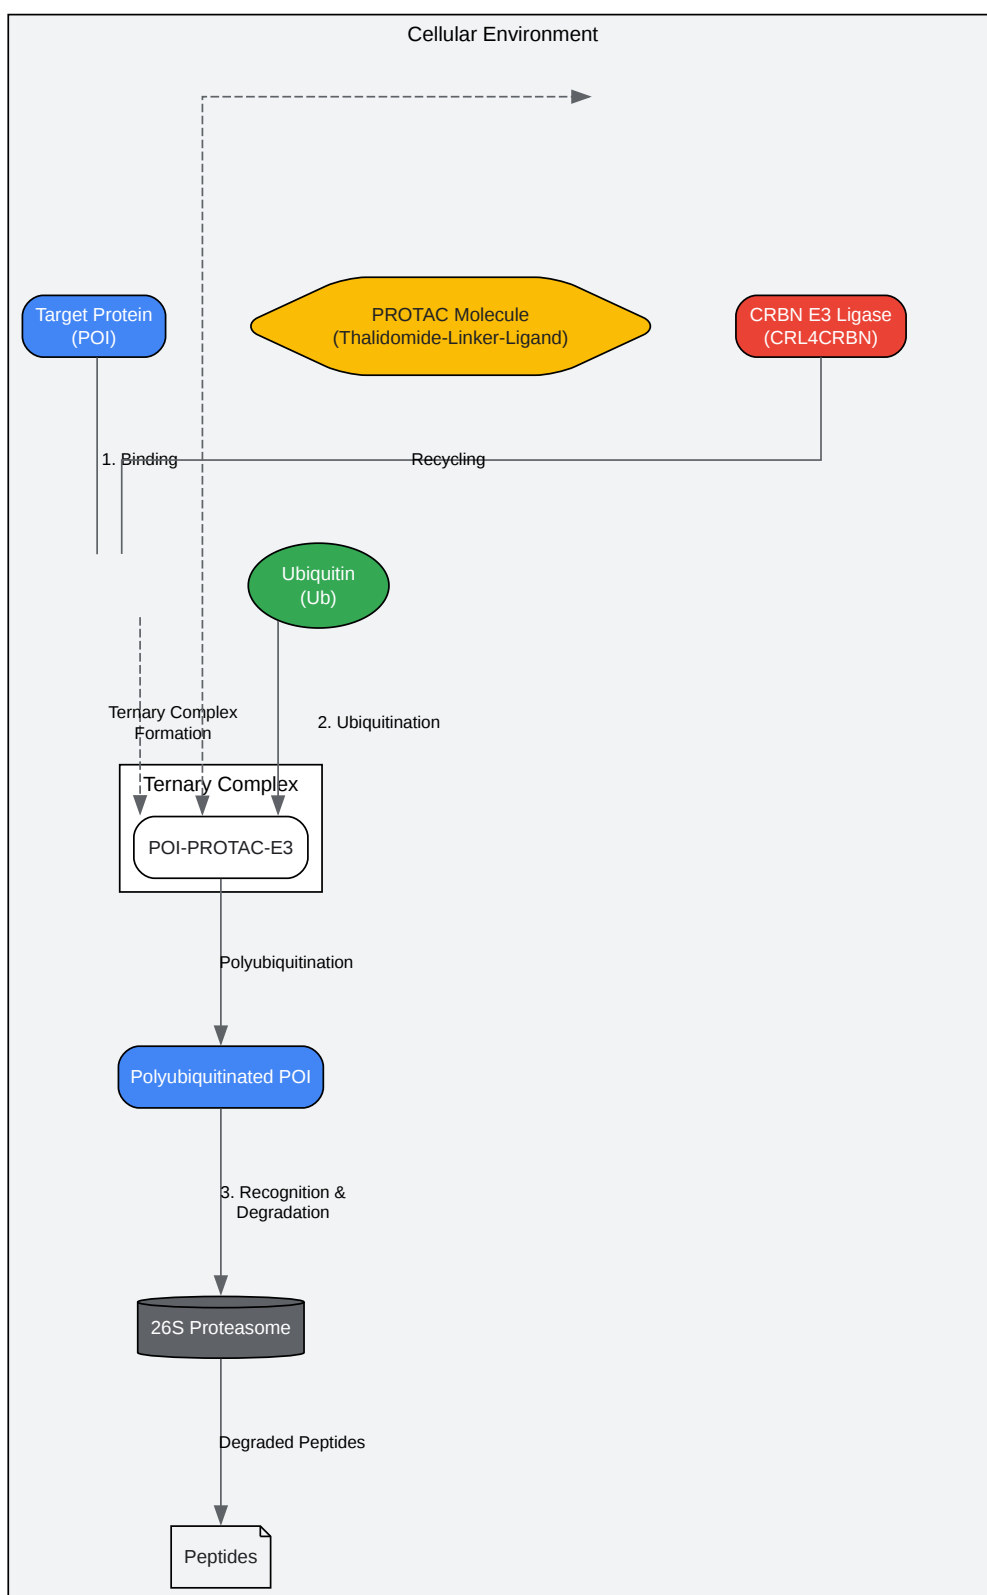 Cellular Environment
Target Protein
(POI)
PROTAC Molecule
(Thalidomide-Linker-Ligand)
CRBN E3 Ligase
(CRL4CRBN)
1. Binding
Recycling
Ubiquitin
(Ub)
Ternary Complex
Formation
2. Ubiquitination
Ternary Complex
POI-PROTAC-E3
Polyubiquitination
Polyubiquitinated POI
3. Recognition &
Degradation
26S Proteasome
Degraded Peptides
Peptides